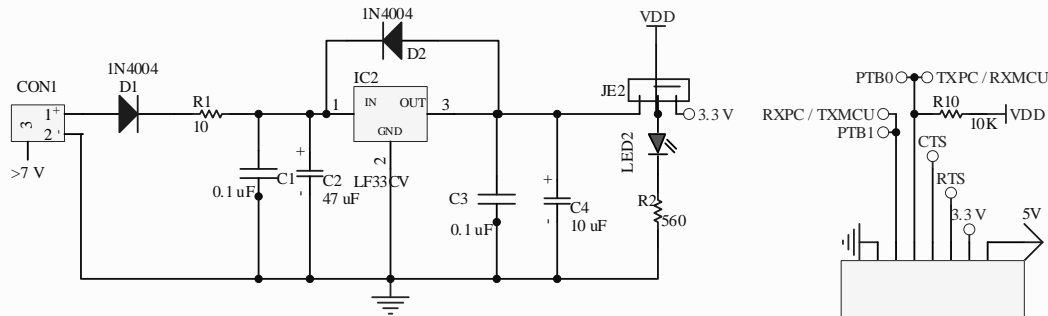 1N4004
D2
VDD
CON1
1N4004
D1
IC2
JE2
PTB0
TXPC / RXMCU
1 +
2 '
3
R1
10
1
IN
OUT
GND
3
3.3 V
RXPC / TXMCU
R10
10K
VDD
PTB1
>7 V
2
LF33CV
LED2
CTS
C1
0.1 uF
+
C2
47 uF
-
C3
0.1 uF
+
C4
10 uF
-
R2
560
RTS
3.3 V
5V